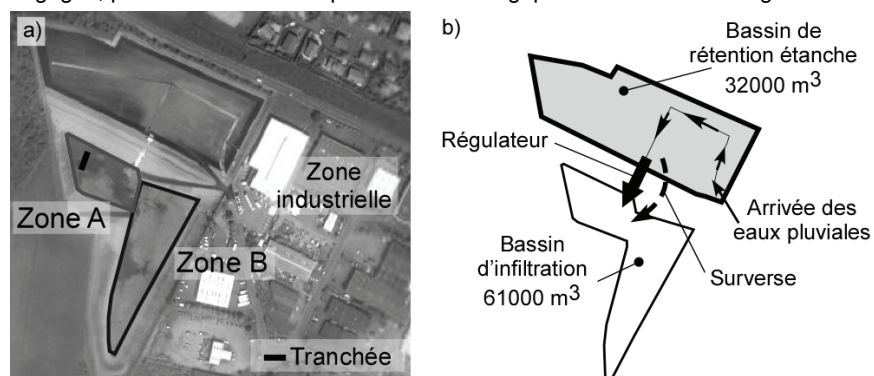 a)
Zone A
Zone B
Zone
industrielle
Tranchée
b)
Bassin de
rétention étanche
32000 m³
Régulateur
Arrivée des
eaux pluviales
Bassin
d'infiltration
61000 m³
Surverse